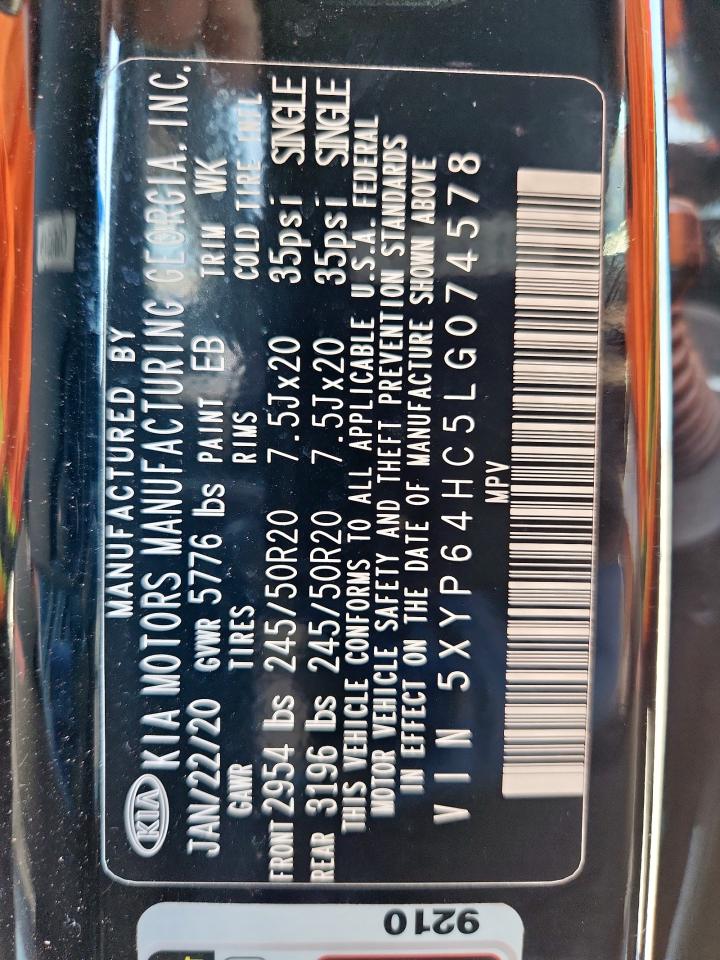 MANUFACTURED BY
KIA KIA MOTORS MANUFACTURING GEORGIA, INC.
JAN/22/20 GVWR 5776 lbs PAINT EB TRIM WK
GAWR TIRES RIMS COLD TIRE INFL
FRONT 2954 lbs 245/50R20 7.5Jx20 35psi SINGLE
REAR 3196 lbs 245/50R20 7.5Jx20 35psi SINGLE
THIS VEHICLE CONFORMS TO ALL APPLICABLE U.S.A. FEDERAL
MOTOR VEHICLE SAFETY AND THEFT PREVENTION STANDARDS
IN EFFECT ON THE DATE OF MANUFACTURE SHOWN ABOVE
VIN 5XYP64HC5LG074578
MPV
9210